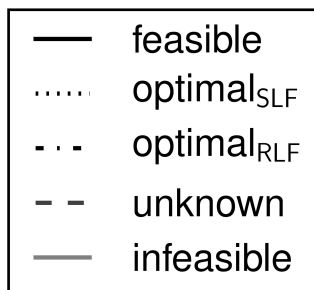 feasible
optimalSLF
optimalRLF
unknown
infeasible